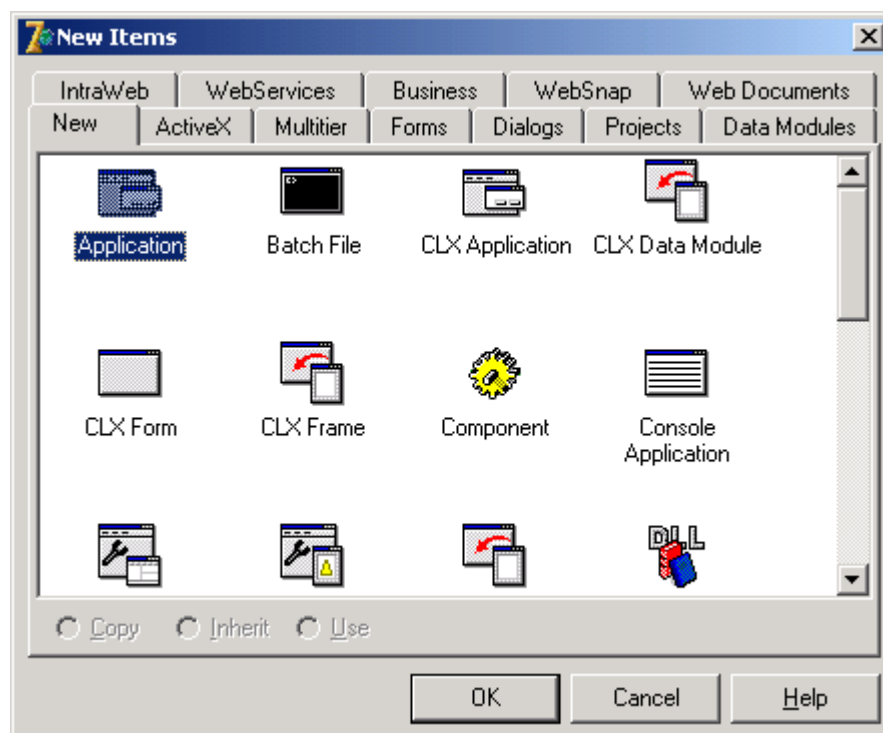 New Items
IntraWeb WebServices Business WebSnap Web Documents
New ActiveX Multitier Forms Dialogs Projects Data Modules
Application Batch File CLX Application CLX Data Module
CLX Form CLX Frame Component Console
Application
DLL
Copy Inherit Use
OK Cancel Help